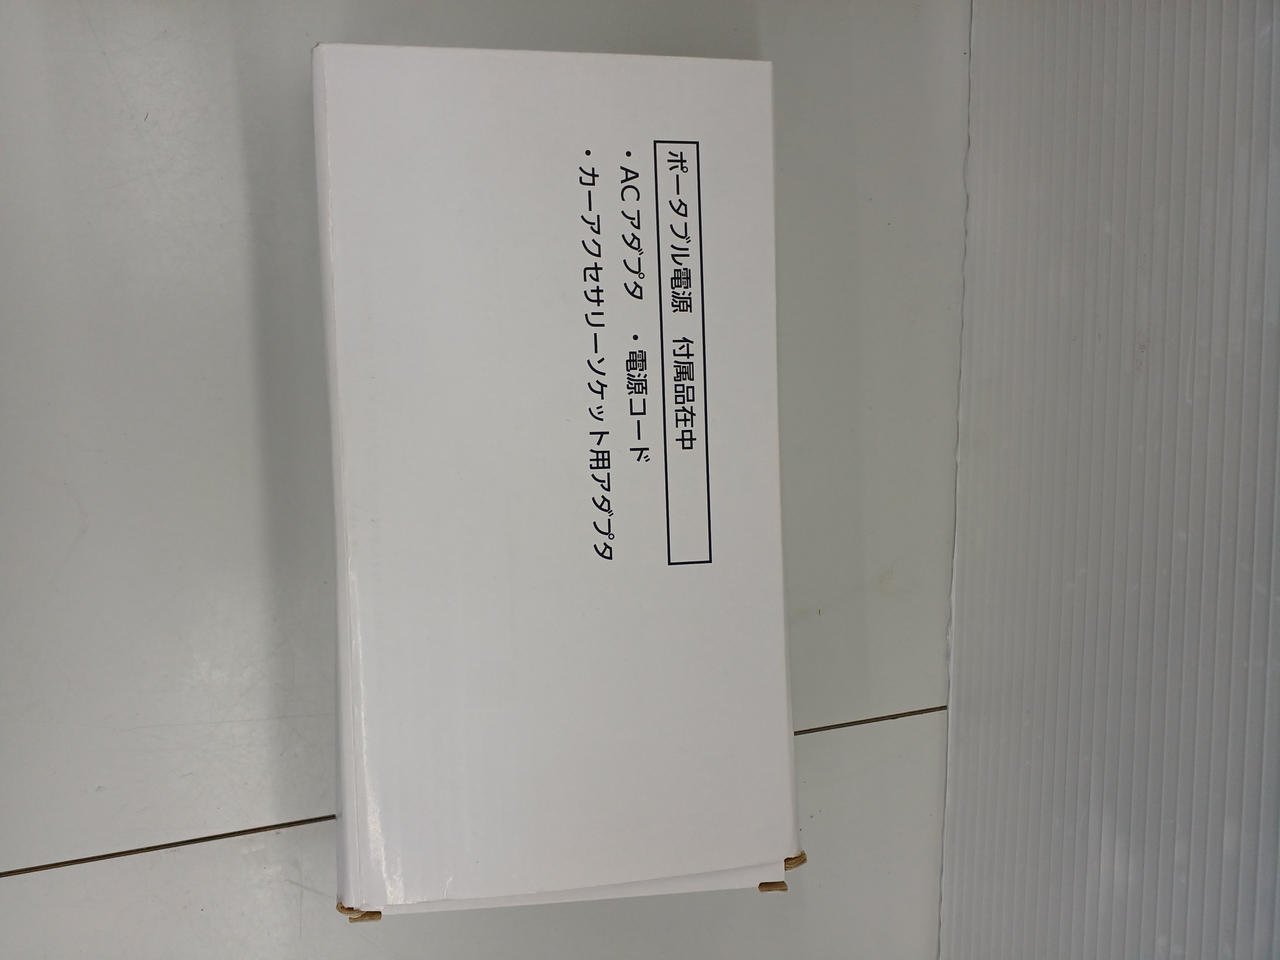 ポータブル電源　付属品在中
・ACアダプタ　・電源コード
・カーアクセサリーソケット用アダプタ